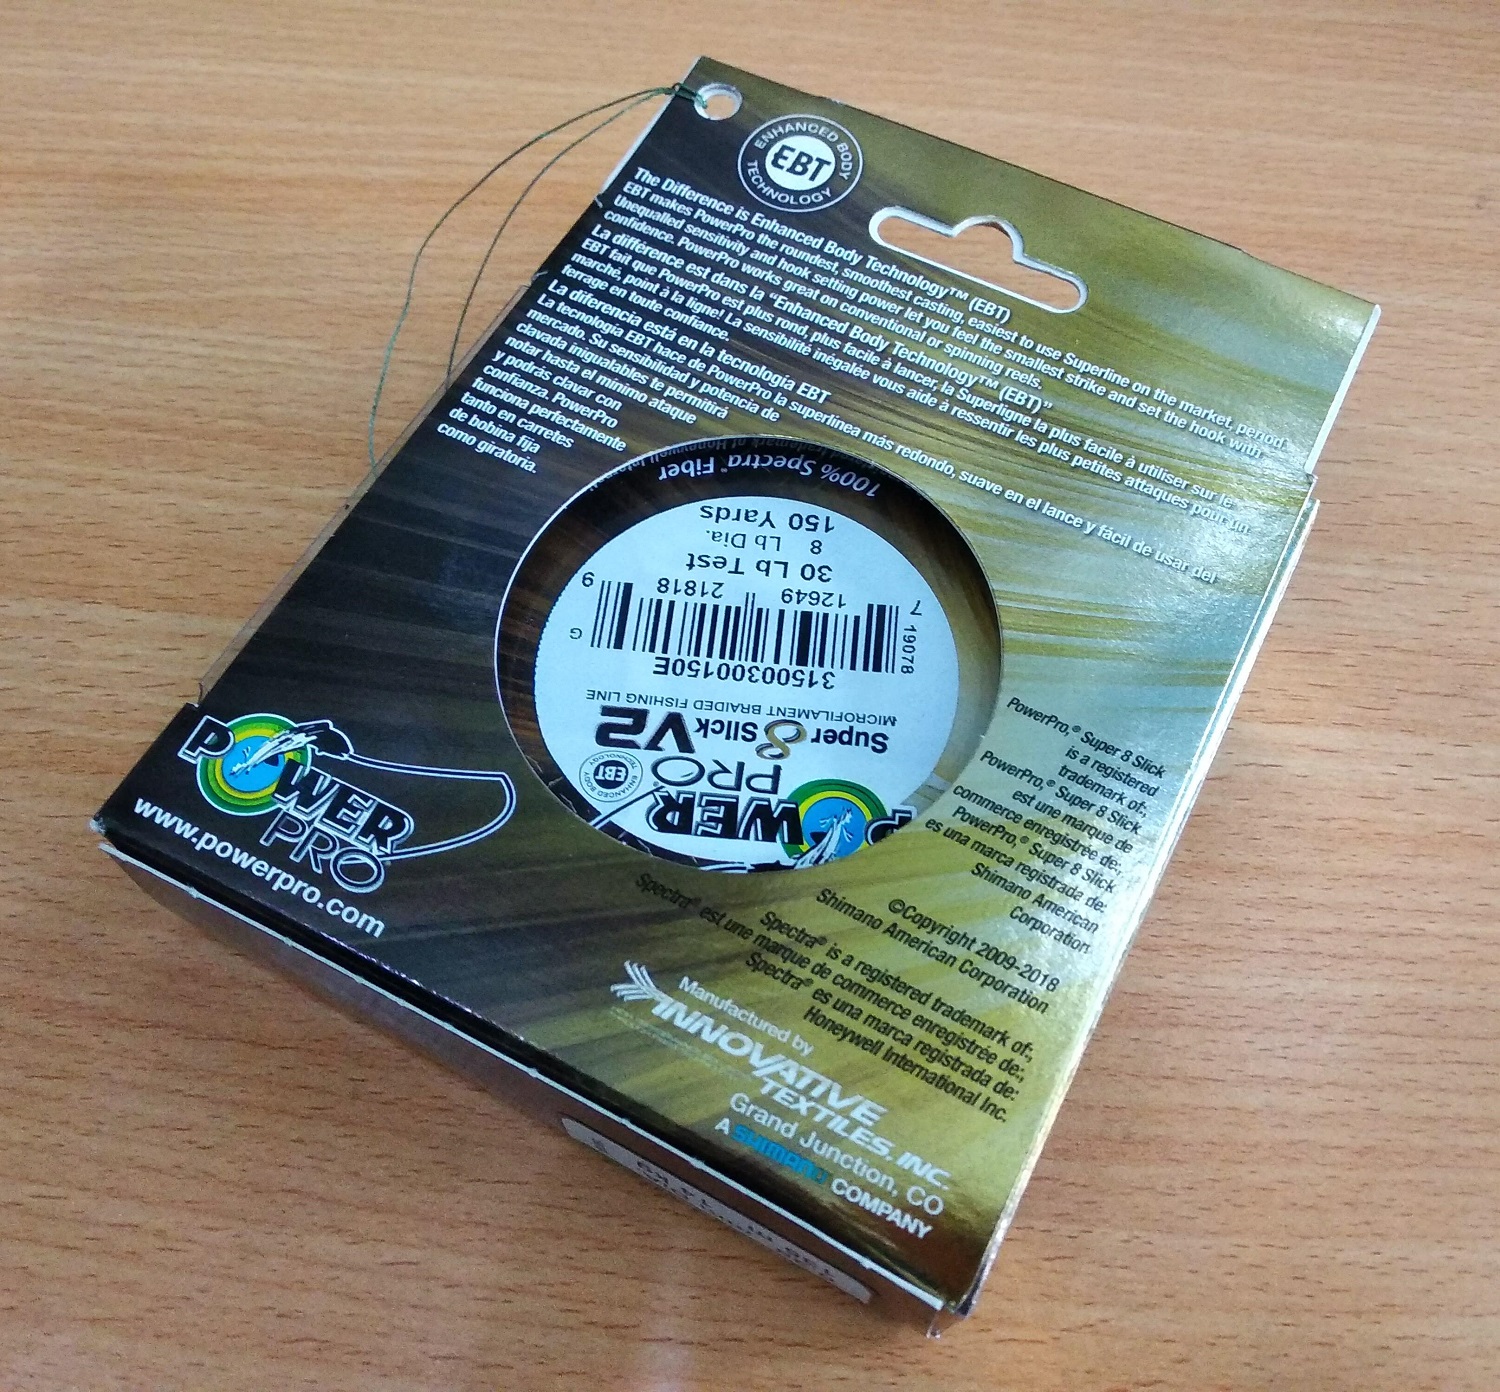 ENHANCED BODY
EBT
TECHNOLOGY
The Difference is Enhanced Body Technology™ (EBT)
EBT makes PowerPro the roundest, smoothest casting, easiest to use Superline on the market, period.
Unequalled sensitivity and hook setting power let you feel the smallest strike and set the hook with
confidence. PowerPro works great on conventional or spinning reels.
La différence est dans la “Enhanced Body Technology™ (EBT)”
EBT fait que PowerPro est plus rond, plus facile à lancer, la Superligne la plus facile à utiliser sur le
marché, point à la ligne! La sensibilité inégalée vous aide à ressentir les plus petites attaques pour un
ferrage en toute confiance.
La diferencia está en la tecnología EBT
La tecnología EBT hace de PowerPro la superlínea más redondo, suave en el lance y fácil de usar del
mercado. Su sensibilidad y potencia de
clavada inigualables te permitirá
notar hasta el mínimo ataque
y podrás clavar con
confianza. PowerPro
funciona perfectamente
tanto en carretes
de bobina fija
como giratoria.
100% Spectra® Fiber
150 Yards
8 Lb Dia.
30 Lb Test
7 19078 12649 21818 9
G
31500300150E
MICROFILAMENT BRAIDED FISHING LINE
Super 8 Slick V2
POWER
PRO
ENHANCED BODY
EBT
TECHNOLOGY
PowerPro,® Super 8 Slick
is a registered
trademark of:,
PowerPro,® Super 8 Slick
est une marque de
commerce enregistrée de:,
PowerPro,® Super 8 Slick
es una marca registrada de:
Shimano American
Corporation
©Copyright 2009-2018
Shimano American Corporation
Spectra® is a registered trademark of:,
Spectra® est une marque de commerce enregistrée de:,
Spectra® es una marca registrada de:
Honeywell International Inc.
POWER
PRO
www.powerpro.com
Manufactured by
INNOVATIVE
TEXTILES, INC.
Grand Junction, CO
A SHIMANO COMPANY